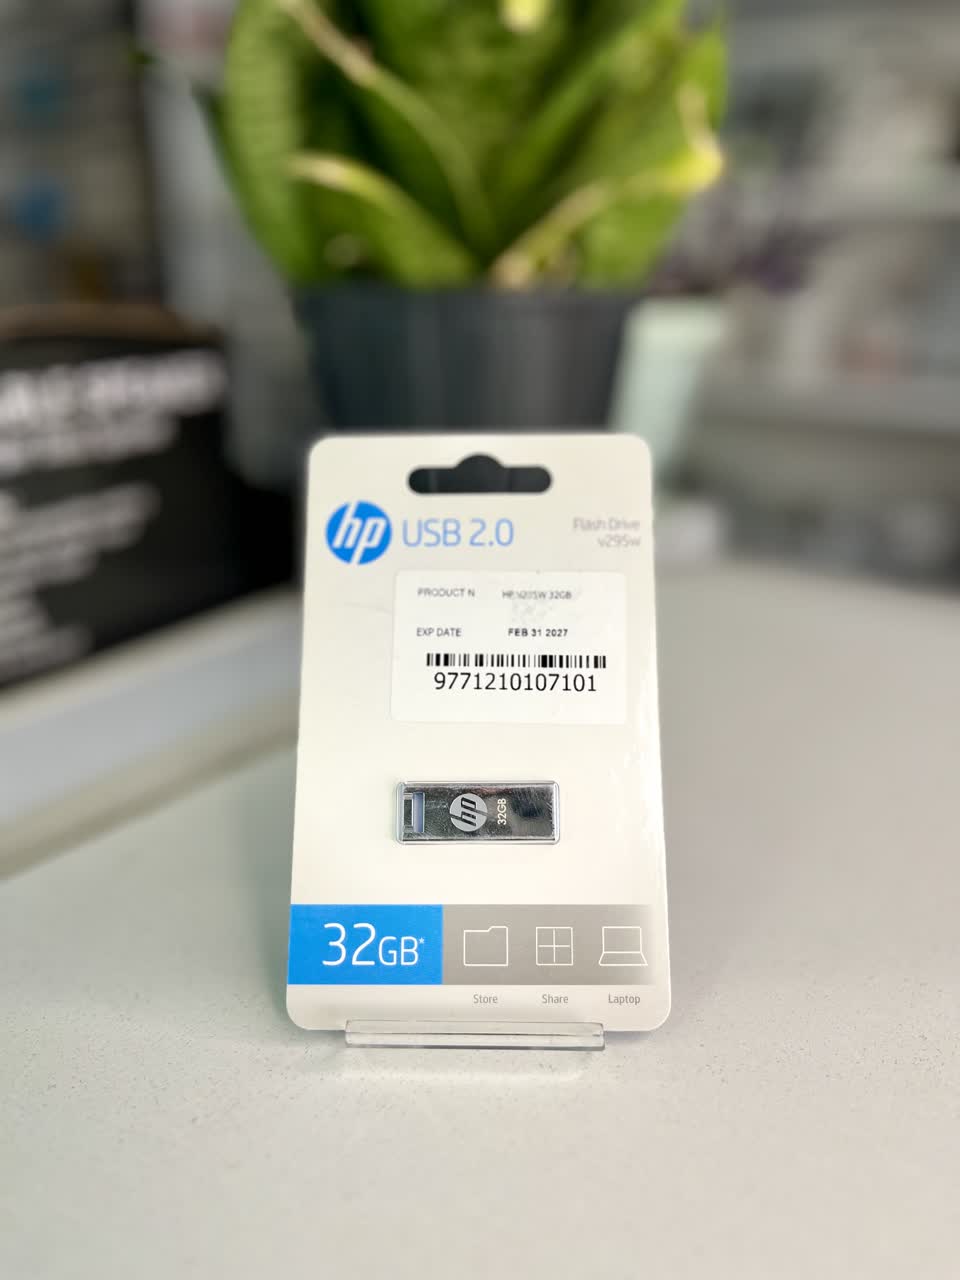 hp USB 2.0
Flash Drive
v295w
PRODUCT N HP V295W 32GB
EXP DATE FEB 31 2027
9771210107101
hp 32GB
32GB*
Store Share Laptop